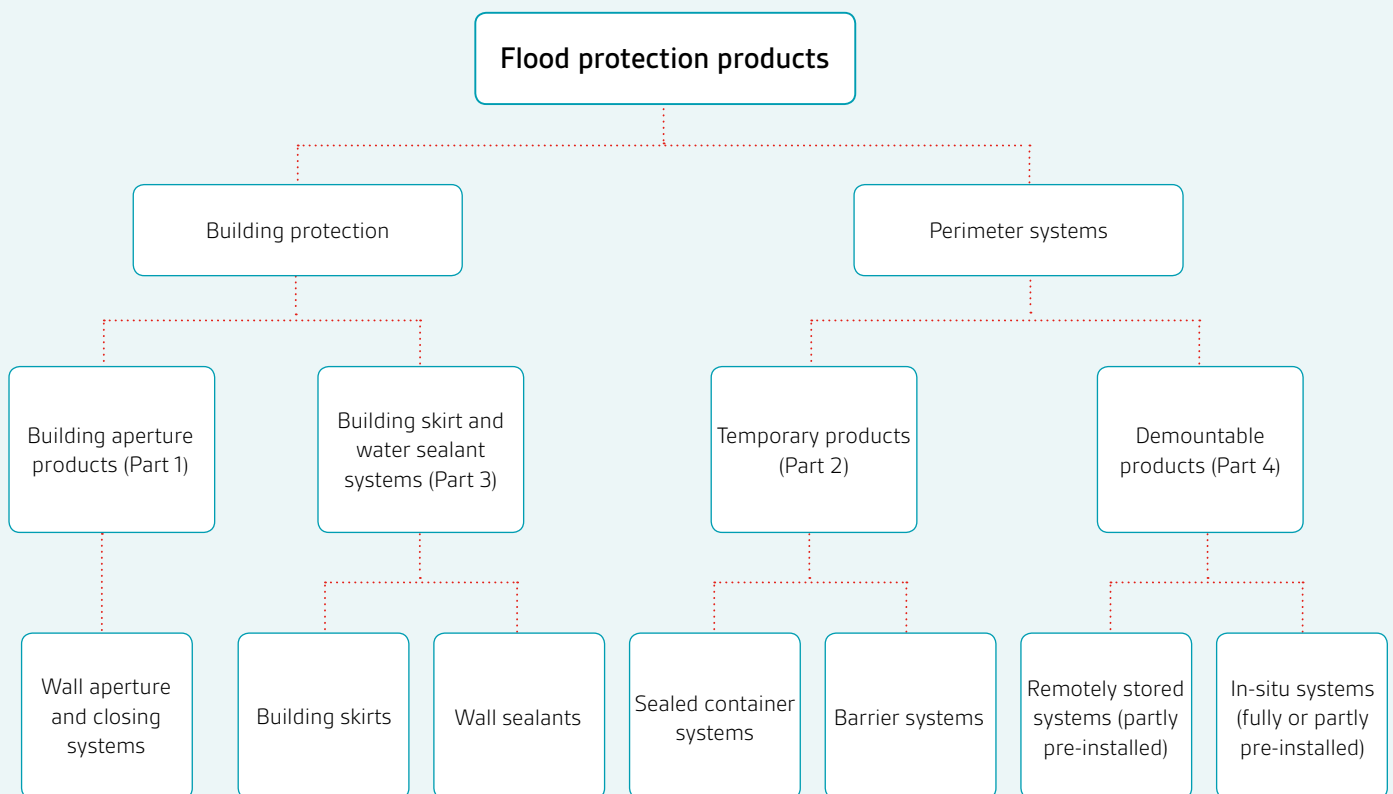 Flood protection products
Building protection
Perimeter systems
Building aperture
products (Part 1)
Building skirt and
water sealant
systems (Part 3)
Temporary products
(Part 2)
Demountable
products (Part 4)
Wall aperture
and closing
systems
Building skirts
Wall sealants
Sealed container
systems
Barrier systems
Remotely stored
systems (partly
pre-installed)
In-situ systems
(fully or partly
pre-installed)